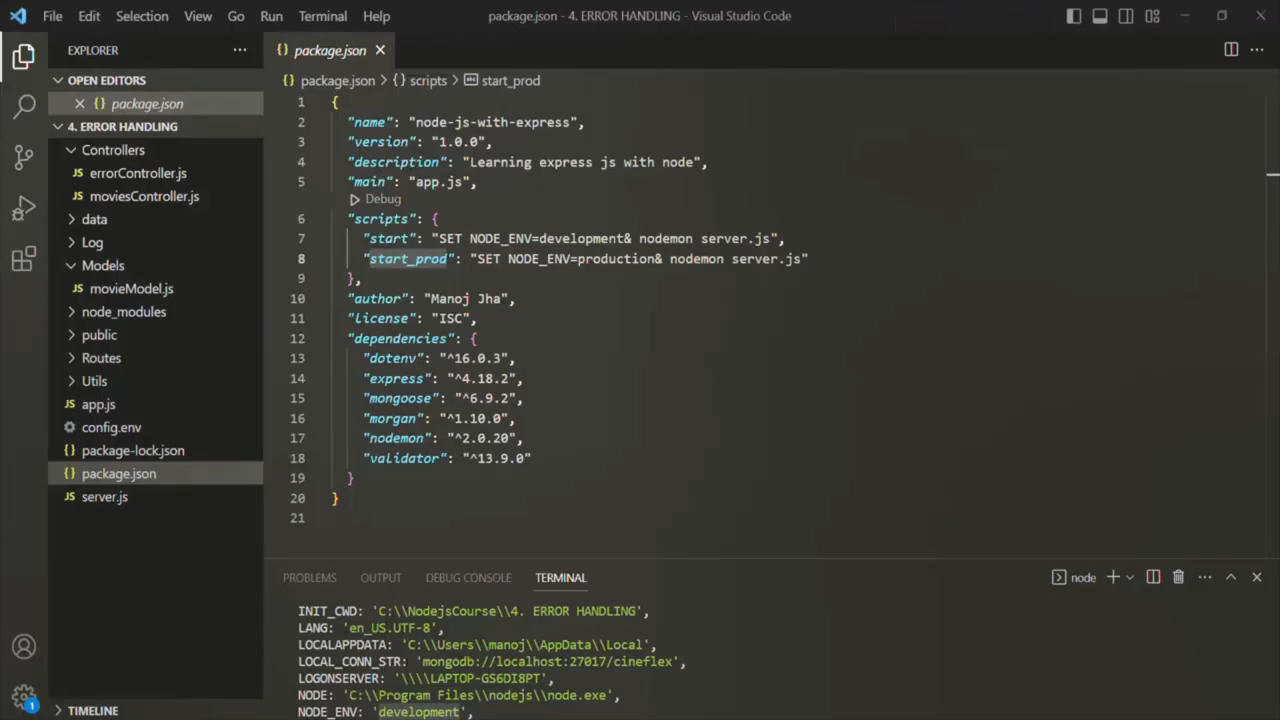 File Edit Selection View Go Run Terminal Help package.json - 4. ERROR HANDLING - Visual Studio Code
EXPLORER
OPEN EDITORS
{} package.json
4. ERROR HANDLING
Controllers
JS errorController.js
JS moviesController.js
data
Log
Models
JS movieModel.js
node_modules
public
Routes
Utils
JS app.js
config.env
{} package-lock.json
{} package.json
JS server.js
TIMELINE
1
{} package.json
{} package.json > {} scripts > start_prod
1 {
2 "name": "node-js-with-express",
3 "version": "1.0.0",
4 "description": "Learning express js with node",
5 "main": "app.js",
Debug
6 "scripts": {
7 "start": "SET NODE_ENV=development& nodemon server.js",
8 "start_prod": "SET NODE_ENV=production& nodemon server.js"
9 },
10 "author": "Manoj Jha",
11 "license": "ISC",
12 "dependencies": {
13 "dotenv": "^16.0.3",
14 "express": "^4.18.2",
15 "mongoose": "^6.9.2",
16 "morgan": "^1.10.0",
17 "nodemon": "^2.0.20",
18 "validator": "^13.9.0"
19 }
20 }
21
PROBLEMS OUTPUT DEBUG CONSOLE TERMINAL node
INIT_CWD: 'C:\\NodejsCourse\\4. ERROR HANDLING',
LANG: 'en_US.UTF-8',
LOCALAPPDATA: 'C:\\Users\\manoj\\AppData\\Local',
LOCAL_CONN_STR: 'mongodb://localhost:27017/cineflex',
LOGONSERVER: '\\\\LAPTOP-GS6DI8PT',
NODE: 'C:\\Program Files\\nodejs\\node.exe',
NODE_ENV: 'development',